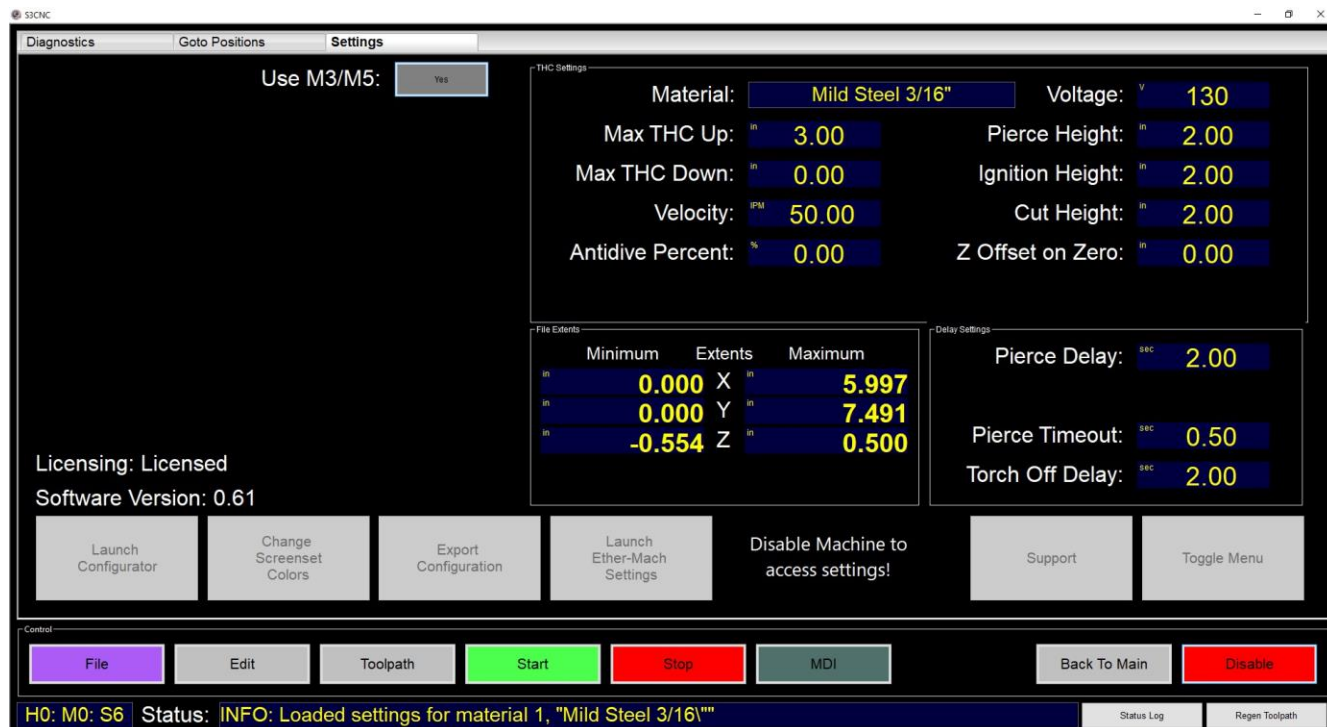 S3CNC
Diagnostics Goto Positions Settings
Use M3/M5: Yes
THC Settings
Material: Mild Steel 3/16" Voltage: V 130
Max THC Up: in 3.00 Pierce Height: in 2.00
Max THC Down: in 0.00 Ignition Height: in 2.00
Velocity: IPM 50.00 Cut Height: in 2.00
Antidive Percent: % 0.00 Z Offset on Zero: in 0.00
File Extents
Minimum Extents Maximum
in 0.000 X in 5.997
in 0.000 Y in 7.491
in -0.554 Z in 0.500
Delay Settings
Pierce Delay: sec 2.00
Pierce Timeout: sec 0.50
Torch Off Delay: sec 2.00
Licensing: Licensed
Software Version: 0.61
Launch
Configurator
Change
Screenset
Colors
Export
Configuration
Launch
Ether-Mach
Settings
Disable Machine to
access settings!
Support
Toggle Menu
Control
File Edit Toolpath Start Stop MDI Back To Main Disable
H0: M0: S6 Status: INFO: Loaded settings for material 1, "Mild Steel 3/16\"" Status Log Regen Toolpath